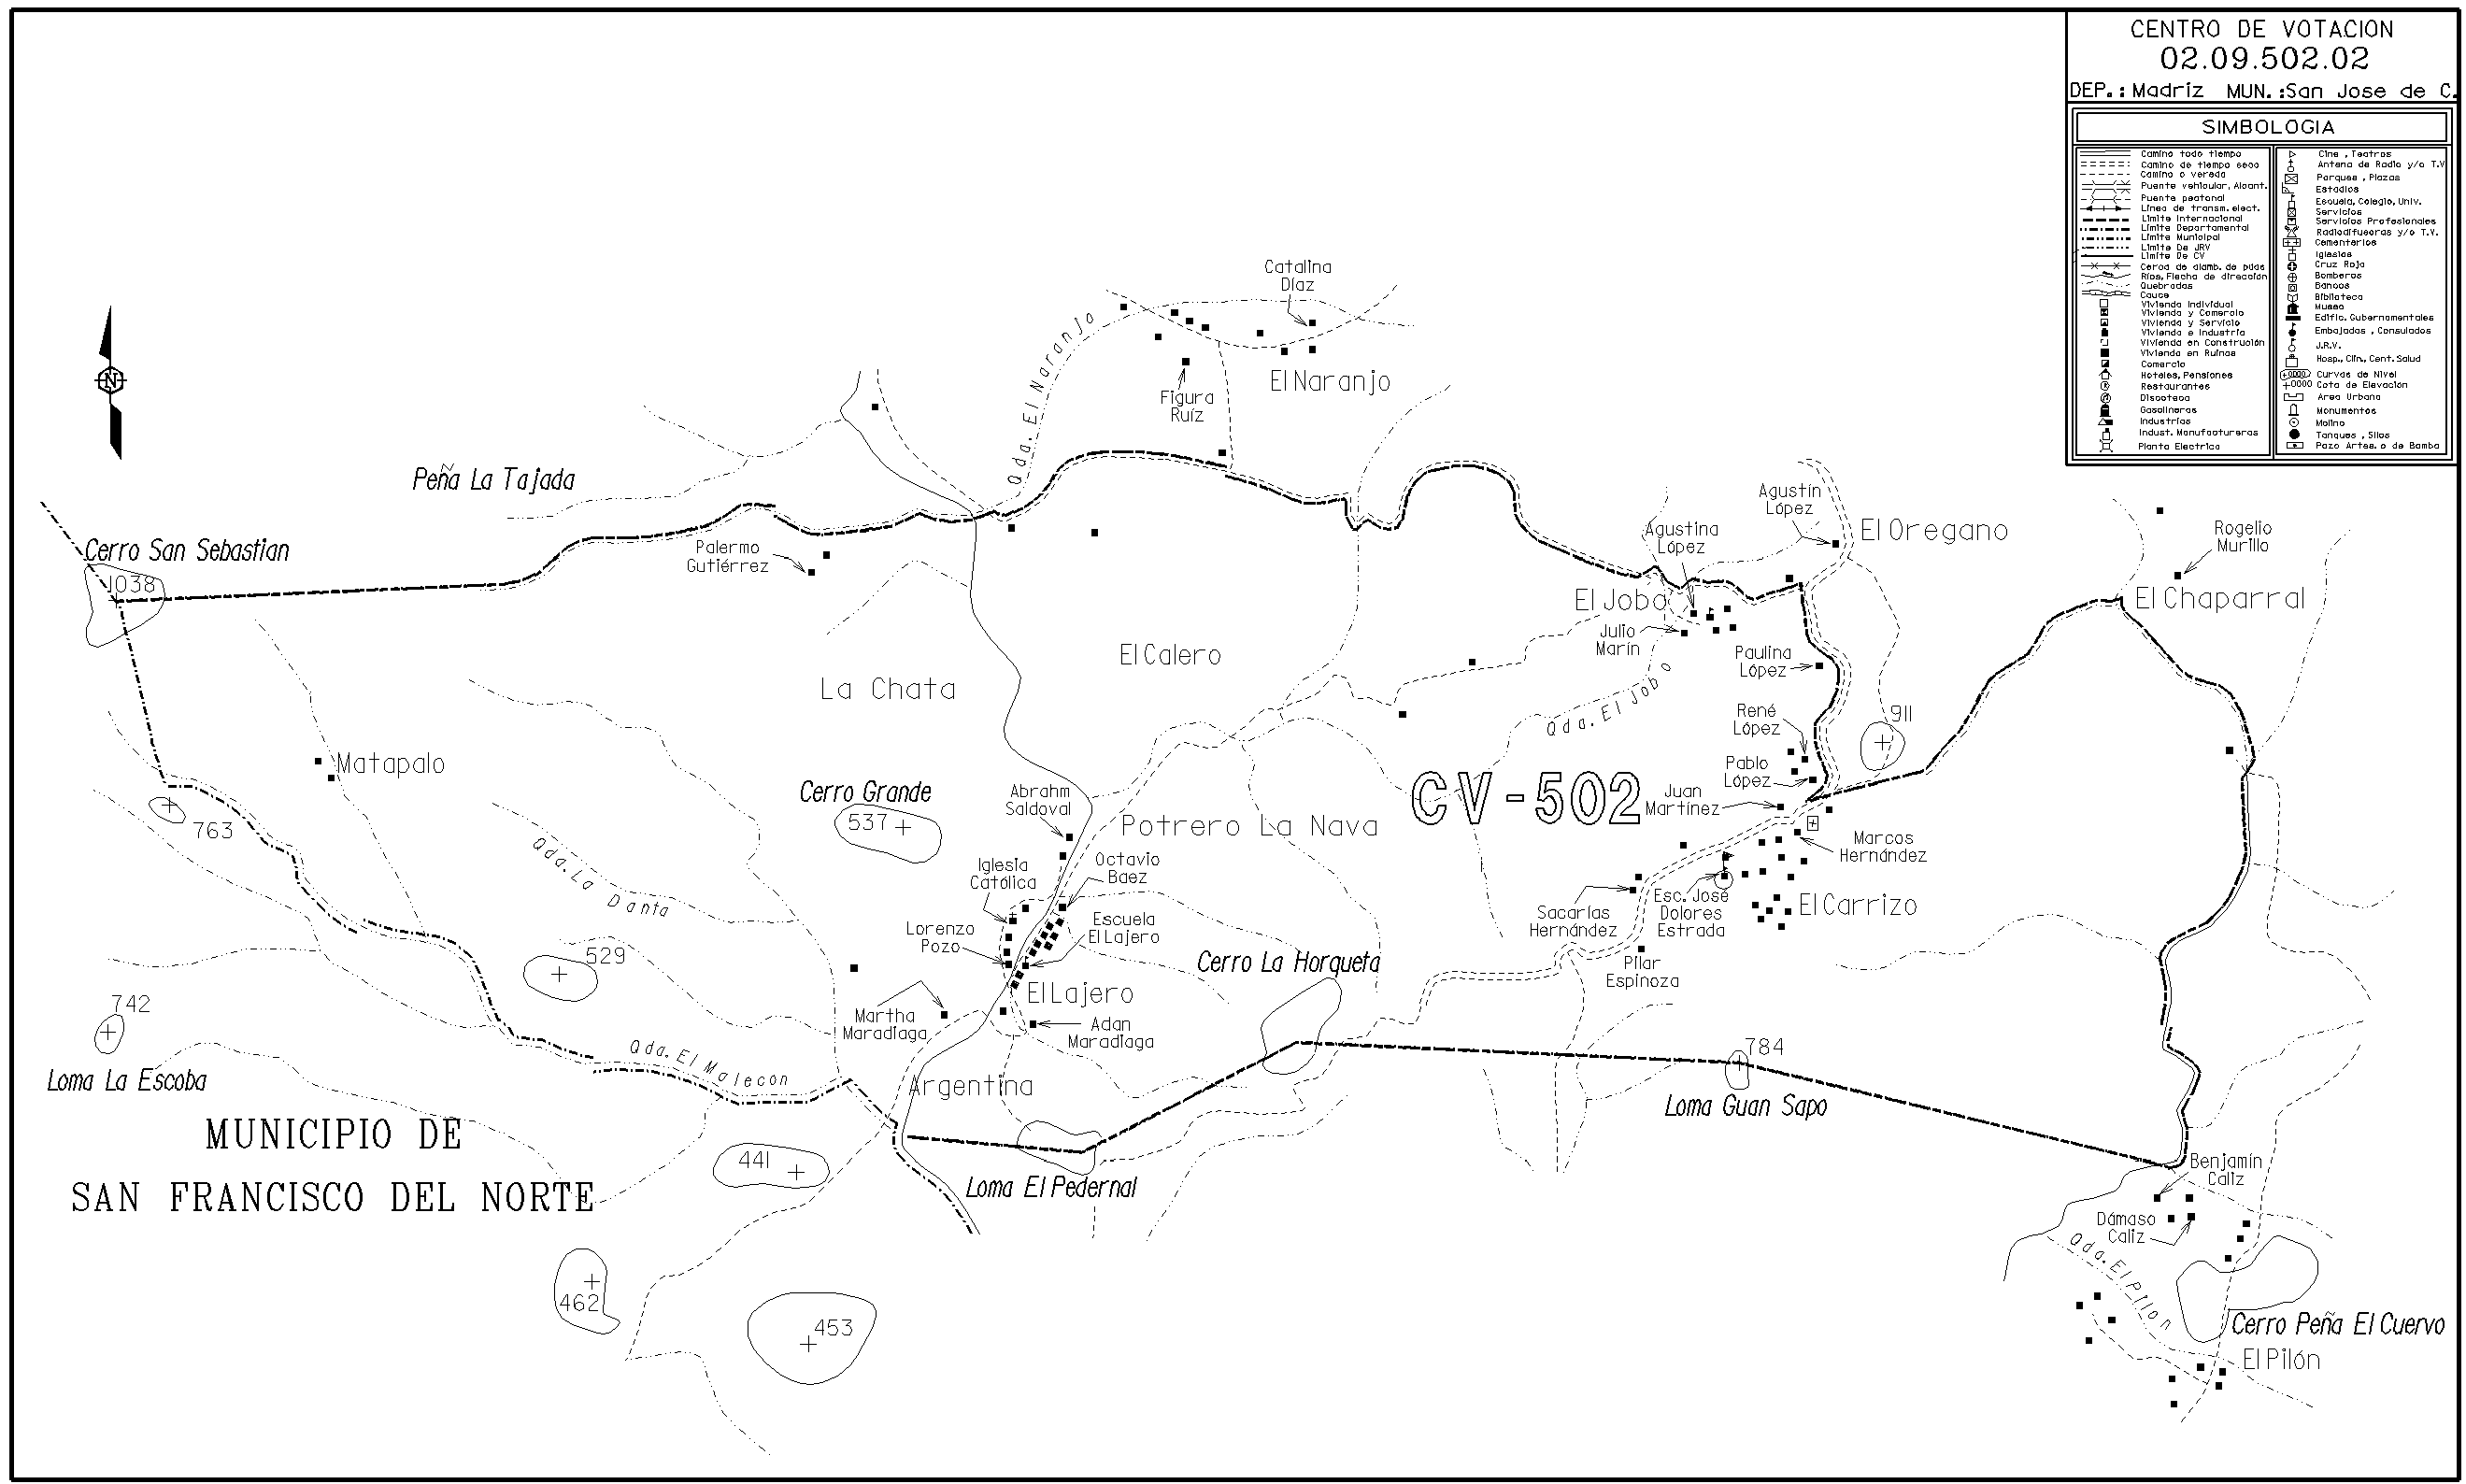 CENTRO DE VOTACION
02.09.502.02
DEP.: Madriz MUN.:San Jose de C.
SIMBOLOGIA
Camino todo tiempo
Camino de tiempo seco
Camino o vereda
Puente vehicular, Alcant.
Puente peatonal
Línea de transm. elect.
Limite Internacional
Limite Departamental
Limite Municipal
Limite De JRV
Limite De CV
Cerca de alamb. de púas
Ríos, Flecha de dirección
Quebradas
Cauce
Vivienda Individual
Vivienda y Comercio
Vivienda y Servicio
Vivienda e Industria
Vivienda en Construción
Vivienda en Ruinas
Comercio
Hoteles, Pensiones
Restaurantes
Discoteca
Gasolineras
Industrias
Indust. Manufactureras
Planta Electrica
Cine , Teatros
Antena de Radio y/o T.V
Parques , Plazas
Estadios
Escuela, Colegio, Univ.
Servicios
Servicios Profesionales
Radiodifusoras y/o T.V.
Cementerios
Iglesias
Cruz Roja
Bomberos
Bancos
Biblioteca
Museo
Edific. Gubernamentales
Embajadas , Consulados
J.R.V.
Hosp., Clin., Cent. Salud
Curvas de Nivel
+0000 Cota de Elevación
Area Urbana
Monumentos
Molino
Tanques , Silos
Pozo Artes. o de Bomba
N
Catalina
Díaz
Qda. El Naranjo
El Naranjo
Figura
Ruíz
Peña La Tajada
Cerro San Sebastian
1038
Palermo
Gutiérrez
Agustín
López
Agustina
López
El Oregano
Rogelio
Murillo
El Jobo
El Chaparral
Julio
Marín
Paulina
López
El Calero
La Chata
Qda. El Jobo
René
López
911
Matapalo
Pablo
López
Cerro Grande
537
Abrahm
Saldoval
CV-502
Juan
Martínez
763
Potrero La Nava
Marcos
Hernández
Qda. La Danta
Iglesia
Católica
Octavio
Baez
Esc. José
Dolores
Estrada
El Carrizo
Sacarías
Hernández
Lorenzo
Pozo
Escuela
El Lajero
529
Cerro La Horqueta
Pilar
Espinoza
742
El Lajero
Martha
Maradiaga
Adan
Maradiaga
Qda. El Malecon
784
Loma La Escoba
Argentina
Loma Guan Sapo
MUNICIPIO DE
SAN FRANCISCO DEL NORTE
441
Loma El Pedernal
Benjamín
Caliz
Dámaso
Caliz
Qda. El Pilon
462
453
Cerro Peña El Cuervo
El Pilón